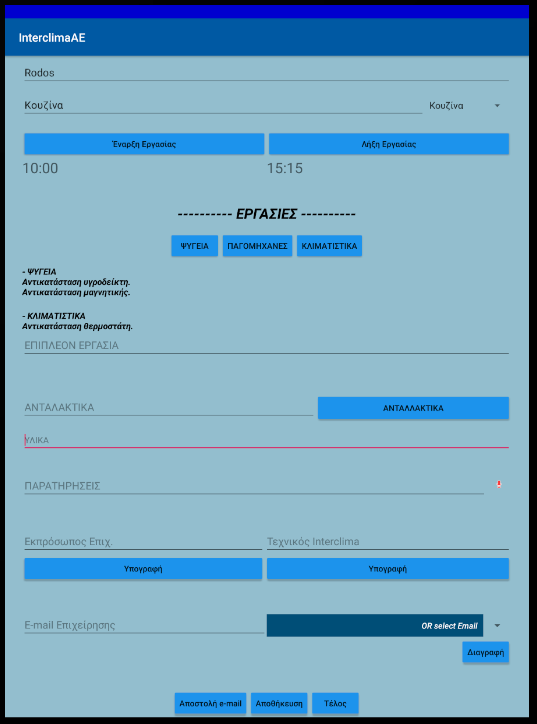 InterclimaAE
Rodos
Κουζίνα Κουζίνα
Έναρξη Εργασίας Λήξη Εργασίας
10:00 15:15
---------- ΕΡΓΑΣΙΕΣ ----------
ΨΥΓΕΙΑ ΠΑΓΟΜΗΧΑΝΕΣ ΚΛΙΜΑΤΙΣΤΙΚΑ
- ΨΥΓΕΙΑ
Αντικατάσταση υγροδείκτη.
Αντικατάσταση μαγνητικής.
- ΚΛΙΜΑΤΙΣΤΙΚΑ
Αντικατάσταση θερμοστάτη.
ΕΠΙΠΛΕΟΝ ΕΡΓΑΣΙΑ
ΑΝΤΑΛΑΚΤΙΚΑ ΑΝΤΑΛΛΑΚΤΙΚΑ
ΥΛΙΚΑ
ΠΑΡΑΤΗΡΗΣΕΙΣ
Εκπρόσωπος Επιχ. Τεχνικός Interclima
Υπογραφή Υπογραφή
E-mail Επιχείρησης OR select Email
Διαγραφή
Αποστολή e-mail Αποθήκευση Τέλος